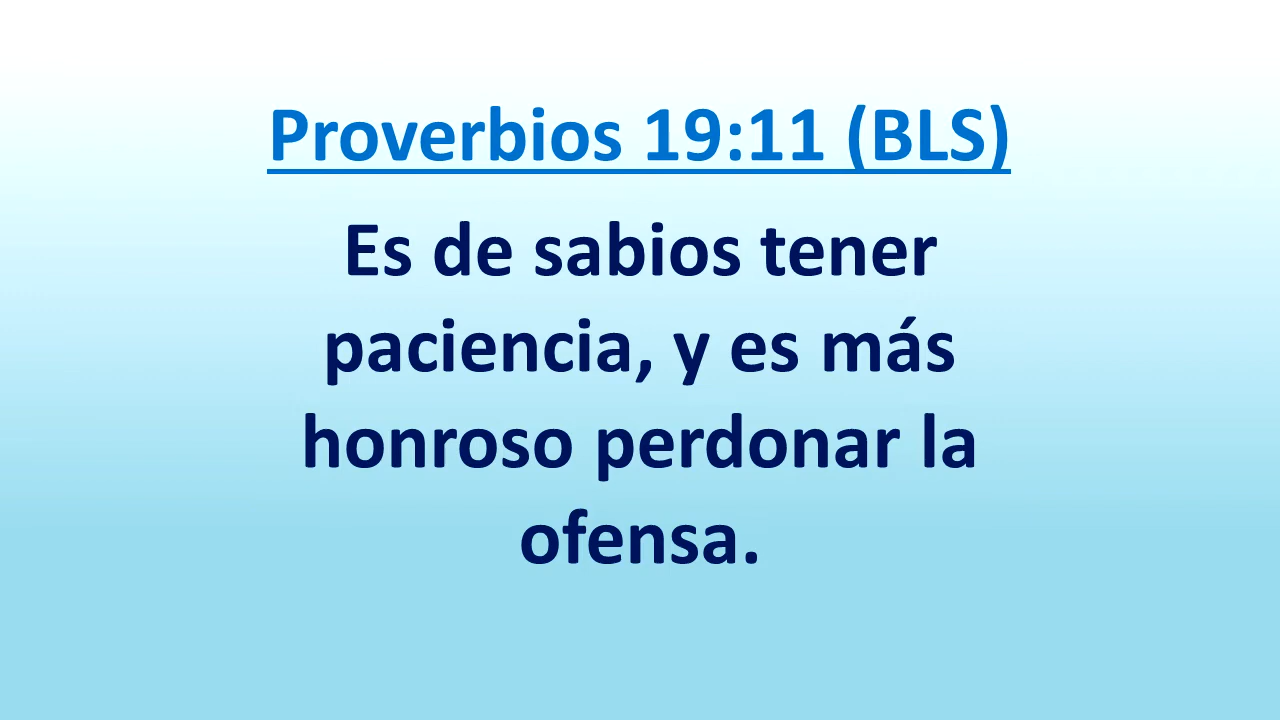 Proverbios 19:11 (BLS)
Es de sabios tener
paciencia, y es más
honroso perdonar la
ofensa.